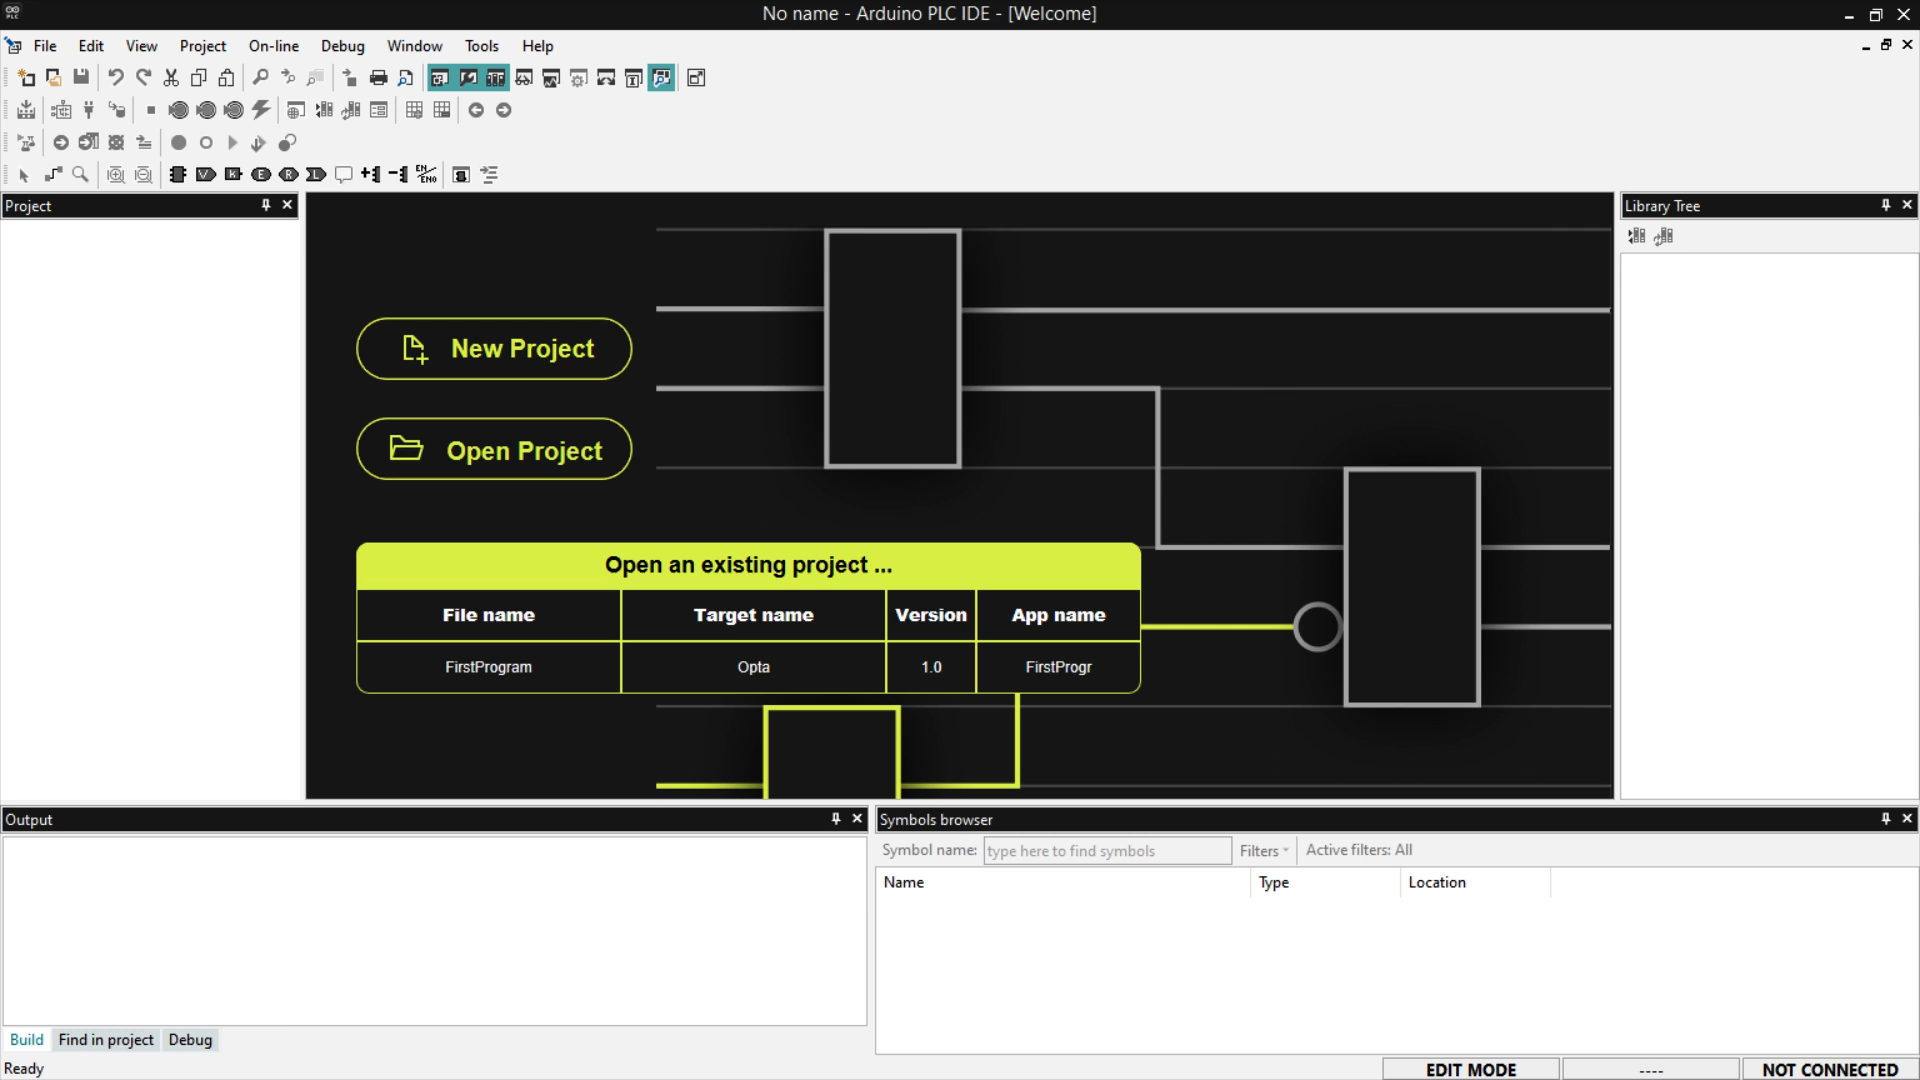 No name - Arduino PLC IDE - [Welcome]
File Edit View Project On-line Debug Window Tools Help
EN/ENO
Project
Library Tree
New Project
Open Project
Open an existing project ...
File name Target name Version App name
FirstProgram Opta 1.0 FirstProgr
Output
Symbols browser
Symbol name: type here to find symbols Filters Active filters: All
Name Type Location
Build Find in project Debug
Ready
EDIT MODE ---- NOT CONNECTED